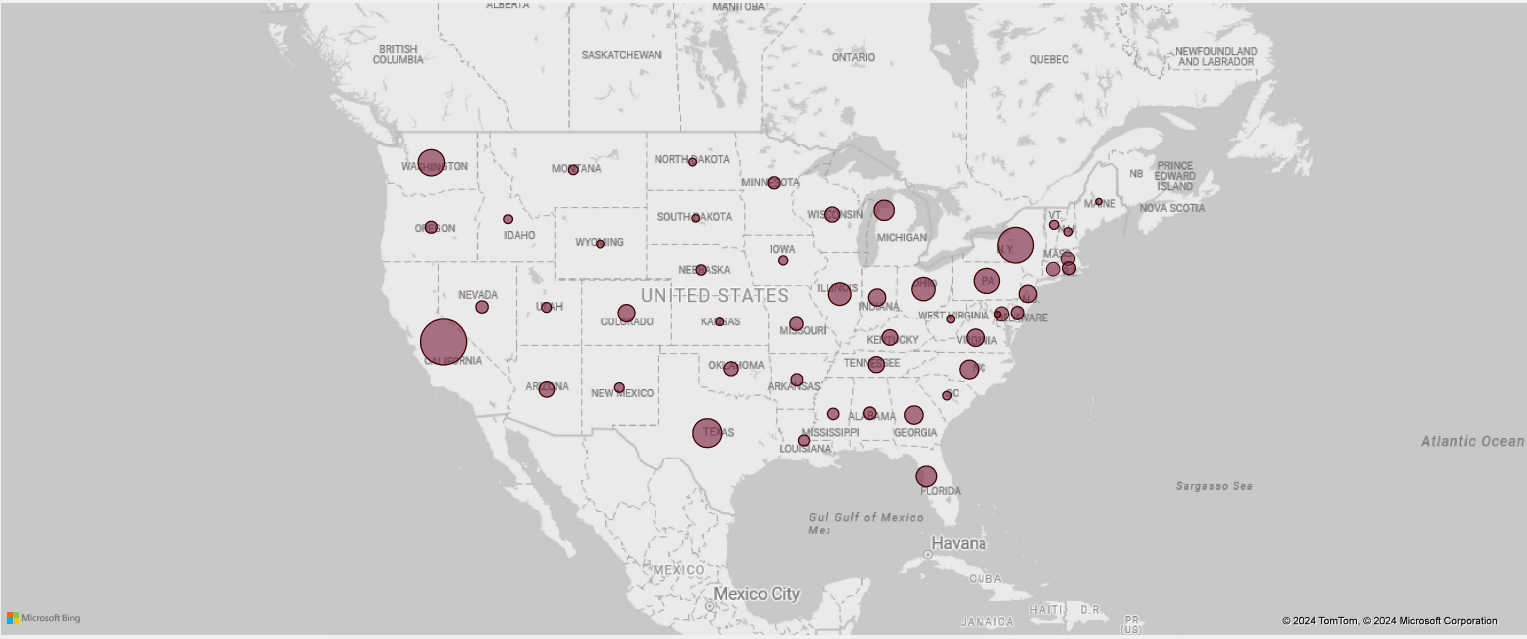 ALBERTA
MANITOBA
BRITISH
COLUMBIA
SASKATCHEWAN
ONTARIO
QUEBEC
NEWFOUNDLAND
AND LABRADOR
WASHINGTON
MONTANA
NORTH DAKOTA
MINNESOTA
NB
PRINCE
EDWARD
ISLAND
MAINE
NOVA SCOTIA
OREGON
IDAHO
WYOMING
SOUTH DAKOTA
WISCONSIN
MICHIGAN
VT.
N.Y.
MASS
IOWA
NEBRASKA
NEVADA
UTAH
COLORADO
UNITED STATES
KANSAS
MISSOURI
ILLINOIS
INDIANA
OHIO
PA
N.J.
WEST VIRGINIA
DELAWARE
KENTUCKY
VIRGINIA
CALIFORNIA
ARIZONA
NEW MEXICO
OKLAHOMA
ARKANSAS
TENNESSEE
NC
SC
TEXAS
LOUISIANA
MISSISSIPPI
ALABAMA
GEORGIA
FLORIDA
Atlantic Ocean
Sargasso Sea
Gul Gulf of Mexico
Me
Havana
CUBA
MEXICO
Mexico City
HAITI
D.R.
JAMAICA
PR
(US)
Microsoft Bing
© 2024 TomTom, © 2024 Microsoft Corporation